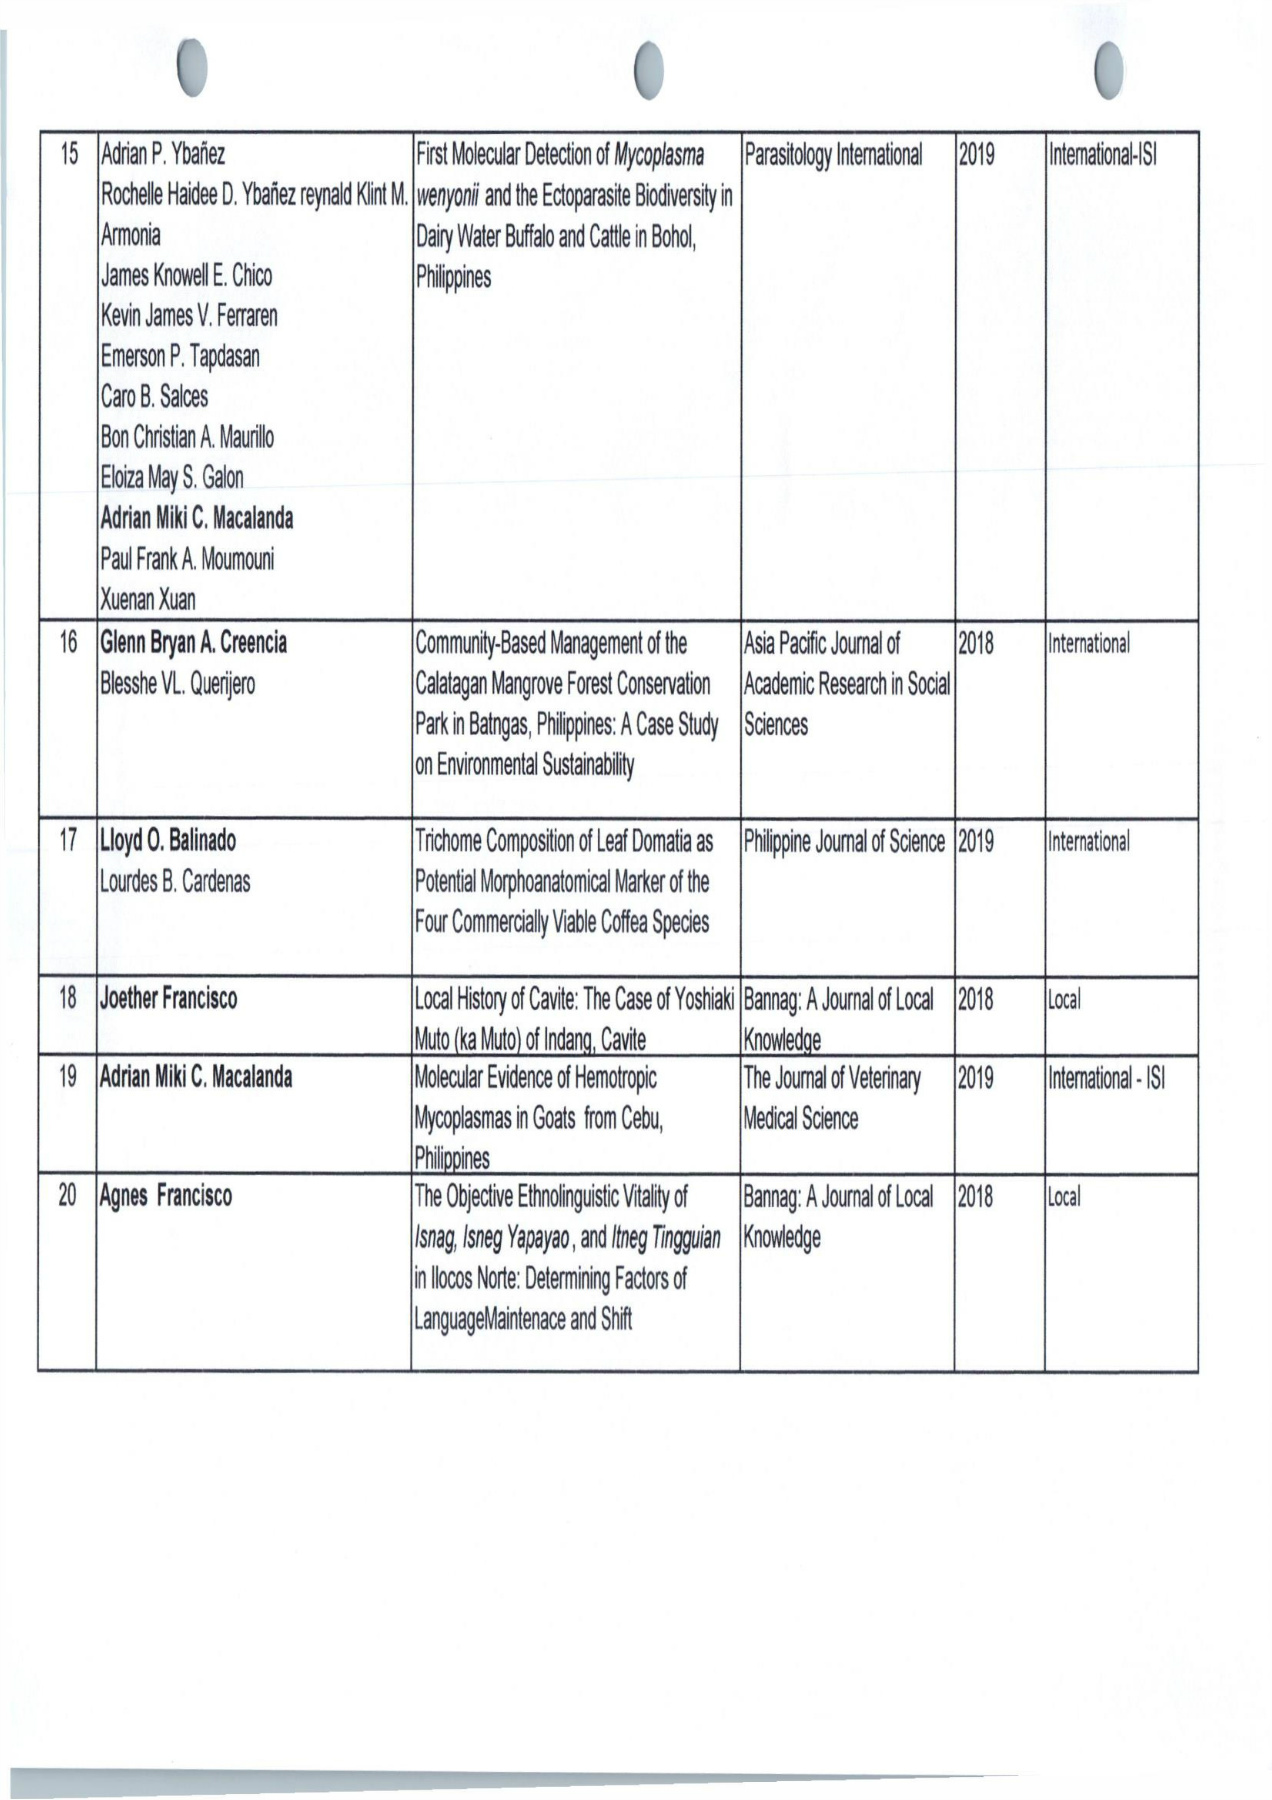 15 Adrian P. Ybañez First Molecular Detection of Mycoplasma Parasitology International 2019 International-ISI
Rochelle Haidee D. Ybañez reynald Klint M. wenyonii and the Ectoparasite Biodiversity in
Armonia Dairy Water Buffalo and Cattle in Bohol,
James Knowell E. Chico Philippines
Kevin James V. Ferraren
Emerson P. Tapdasan
Caro B. Salces
Bon Christian A. Maurillo
Eloiza May S. Galon
Adrian Miki C. Macalanda
Paul Frank A. Moumouni
Xuenan Xuan
16 Glenn Bryan A. Creencia Community-Based Management of the Asia Pacific Journal of 2018 International
Blesshe VL. Querijero Calatagan Mangrove Forest Conservation Academic Research in Social
Park in Batngas, Philippines: A Case Study Sciences
on Environmental Sustainability
17 Lloyd O. Balinado Trichome Composition of Leaf Domatia as Philippine Journal of Science 2019 International
Lourdes B. Cardenas Potential Morphoanatomical Marker of the
Four Commercially Viable Coffea Species
18 Joether Francisco Local History of Cavite: The Case of Yoshiaki Bannag: A Journal of Local 2018 Local
Muto (ka Muto) of Indang, Cavite Knowledge
19 Adrian Miki C. Macalanda Molecular Evidence of Hemotropic The Journal of Veterinary 2019 International - ISI
Mycoplasmas in Goats from Cebu, Medical Science
Philippines
20 Agnes Francisco The Objective Ethnolinguistic Vitality of Bannag: A Journal of Local 2018 Local
Isnag, Isneg Yapayao, and Itneg Tingguian Knowledge
in Ilocos Norte: Determining Factors of
LanguageMaintenace and Shift